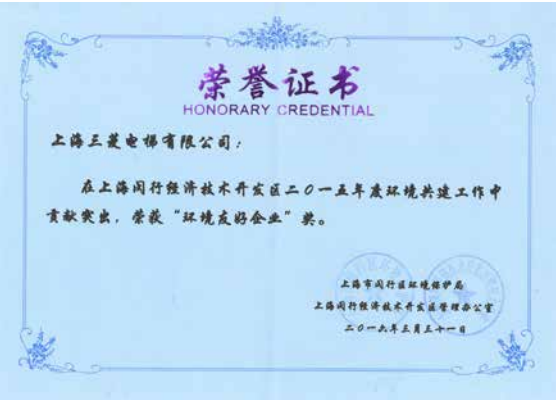 荣誉证书
HONORARY CREDENTIAL
上海三菱电梯有限公司：
在上海闵行经济技术开发区二〇一五年度环境共建工作中
贡献突出，荣获“环境友好企业”奖。
上海市闵行区环境保护局
上海闵行经济技术开发区管理办公室
二〇一六年三月三十一日